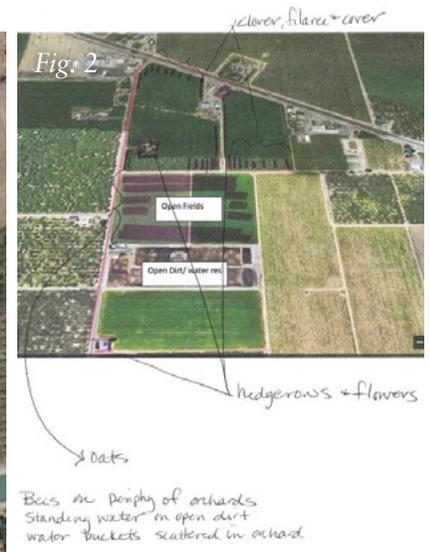 clover, filaree + cover
Fig. 2
Open Fields
Open Dirt/ water res
hedgerows + flowers
oats
Bees on periphy of orchards
Standing water on open dirt
water buckets scattered in orchard